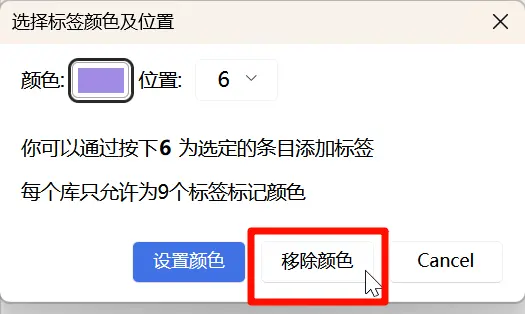 选择标签颜色及位置
颜色: 位置: 6
你可以通过按下6 为选定的条目添加标签
每个库只允许为9个标签标记颜色
设置颜色 移除颜色 Cancel